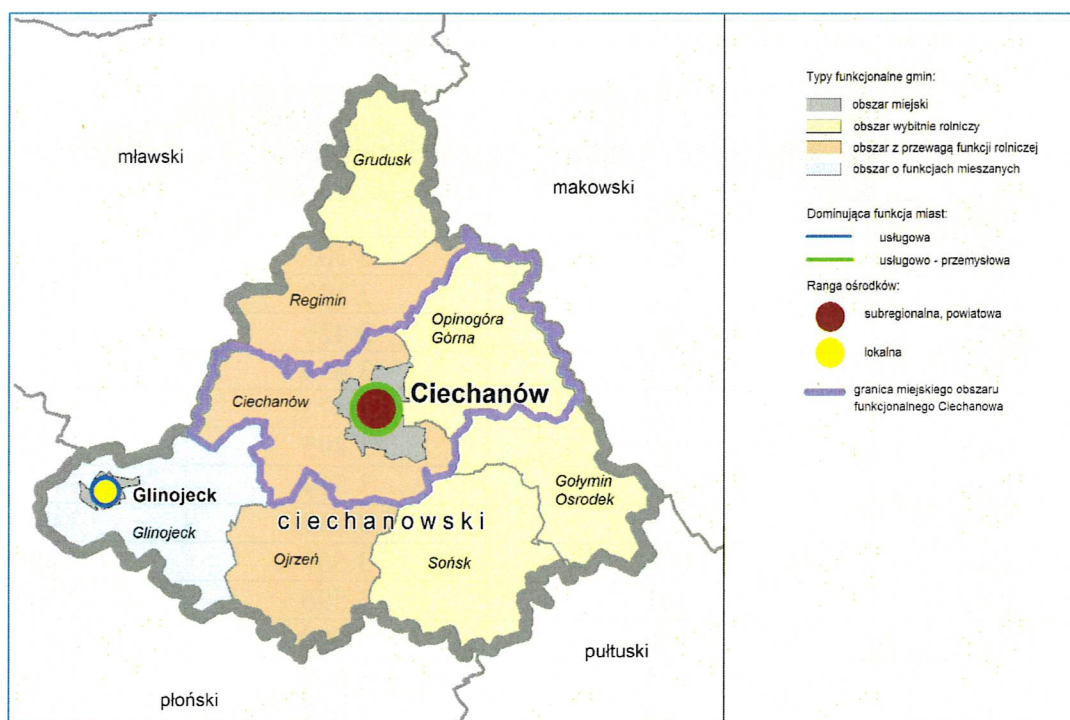 mławski
Grudusk
makowski
Regimin
Opinogóra
Górna
Ciechanów
Ciechanów
Glinojeck
Gołymin
Osrodek
ciechanowski
Glinojeck
Ojrzeń
Sońsk
pułtuski
płoński
Typy funkcjonalne gmin:
obszar miejski
obszar wybitnie rolniczy
obszar z przewagą funkcji rolniczej
obszar o funkcjach mieszanych
Dominująca funkcja miast:
usługowa
usługowo - przemysłowa
Ranga ośrodków:
subregionalna, powiatowa
lokalna
granica miejskiego obszaru
funkcjonalnego Ciechanowa